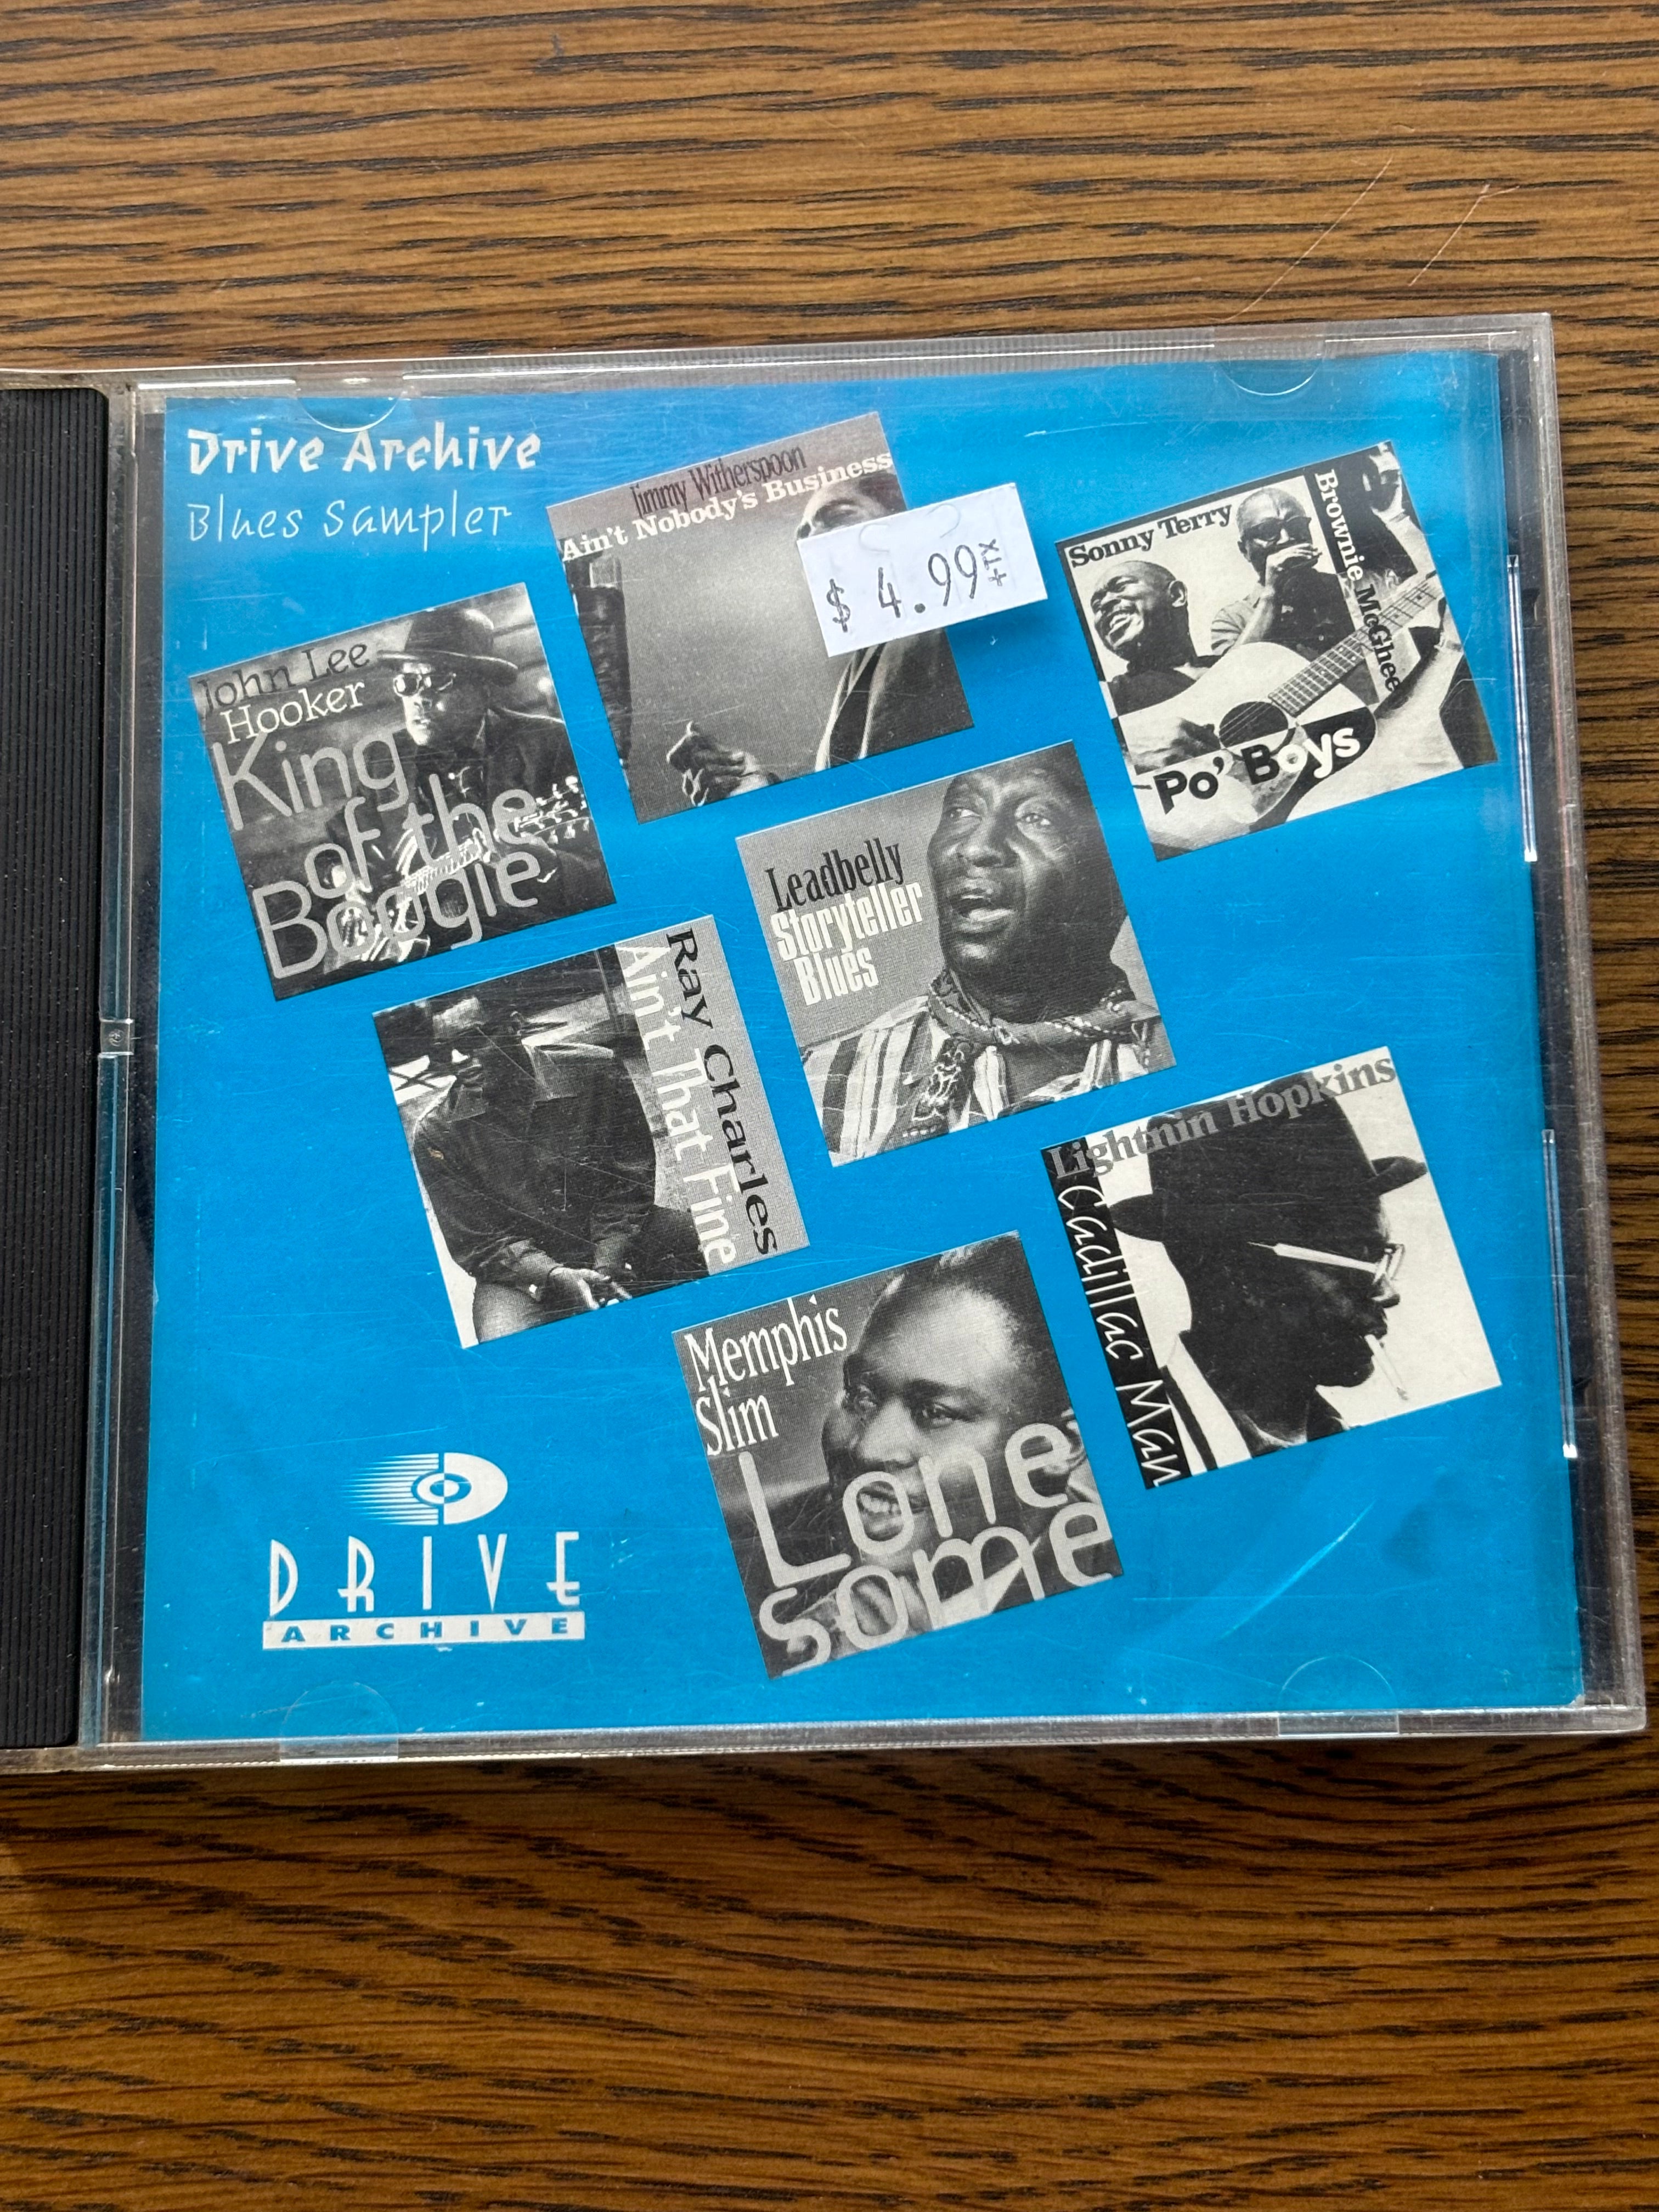 Drive Archive
Blues Sampler
Jimmy Witherspoon
Ain't Nobody's Business
$ 4.99+TX
Sonny Terry
Brownie McGhee
Po' Boys
John Lee
Hooker
King
of the
Boogie
Leadbelly
Storyteller
Blues
Ray Charles
Ain't That Fine
Lightnin Hopkins
Cadillac Man
Memphis
Slim
Lone
some
DRIVE
ARCHIVE